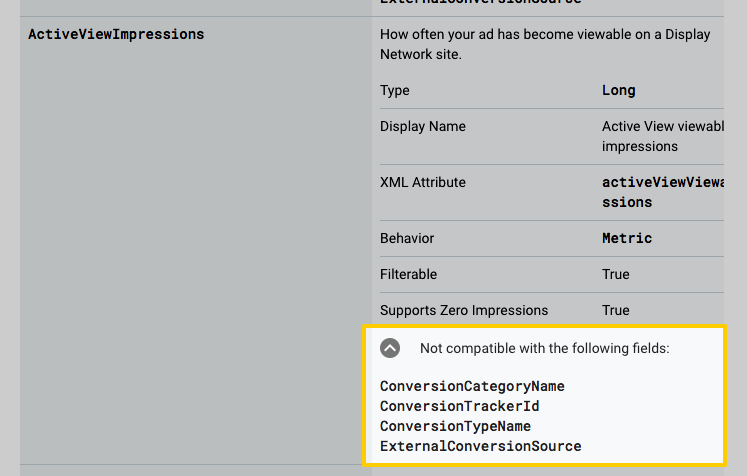 ActiveViewImpressions
How often your ad has become viewable on a Display
Network site.
Type Long
Display Name Active View viewabl
impressions
XML Attribute activeViewViewa
ssions
Behavior Metric
Filterable True
Supports Zero Impressions True
Not compatible with the following fields:
ConversionCategoryName
ConversionTrackerId
ConversionTypeName
ExternalConversionSource